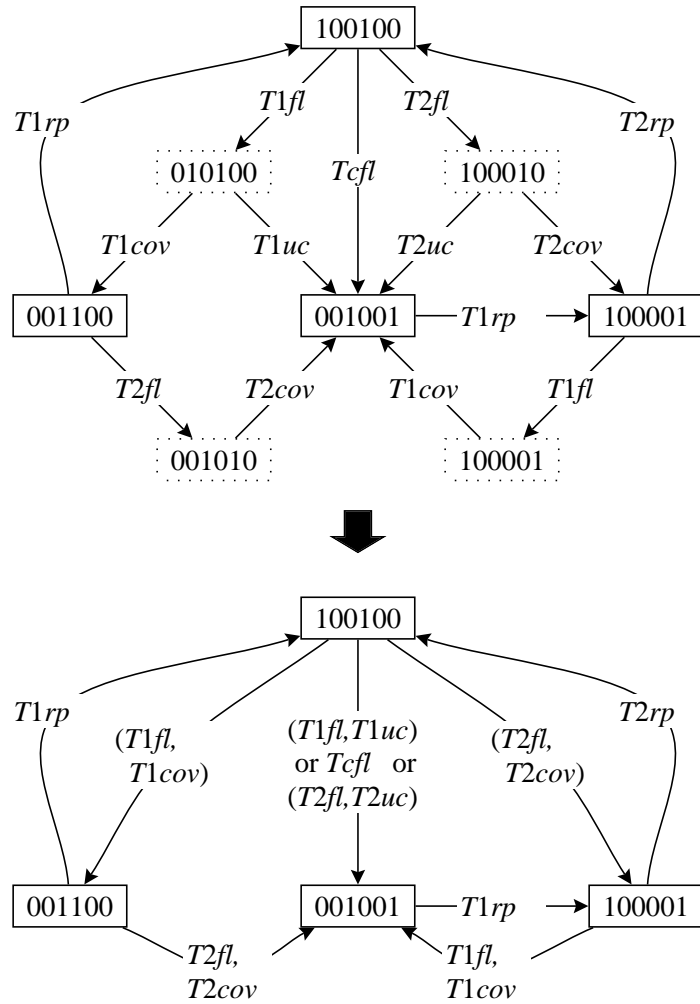 100100
T1fl T2fl
T1rp Tcfl T2rp
010100 100010
T1cov T1uc T2uc T2cov
001100 001001 T1rp 100001
T2fl T2cov T1cov T1fl
001010 100001
100100
T1rp T2rp
(T1fl,
T1cov)
(T1fl,T1uc)
or Tcfl or
(T2fl,T2uc)
(T2fl,
T2cov)
001100 001001 T1rp 100001
T2fl,
T2cov
T1fl,
T1cov